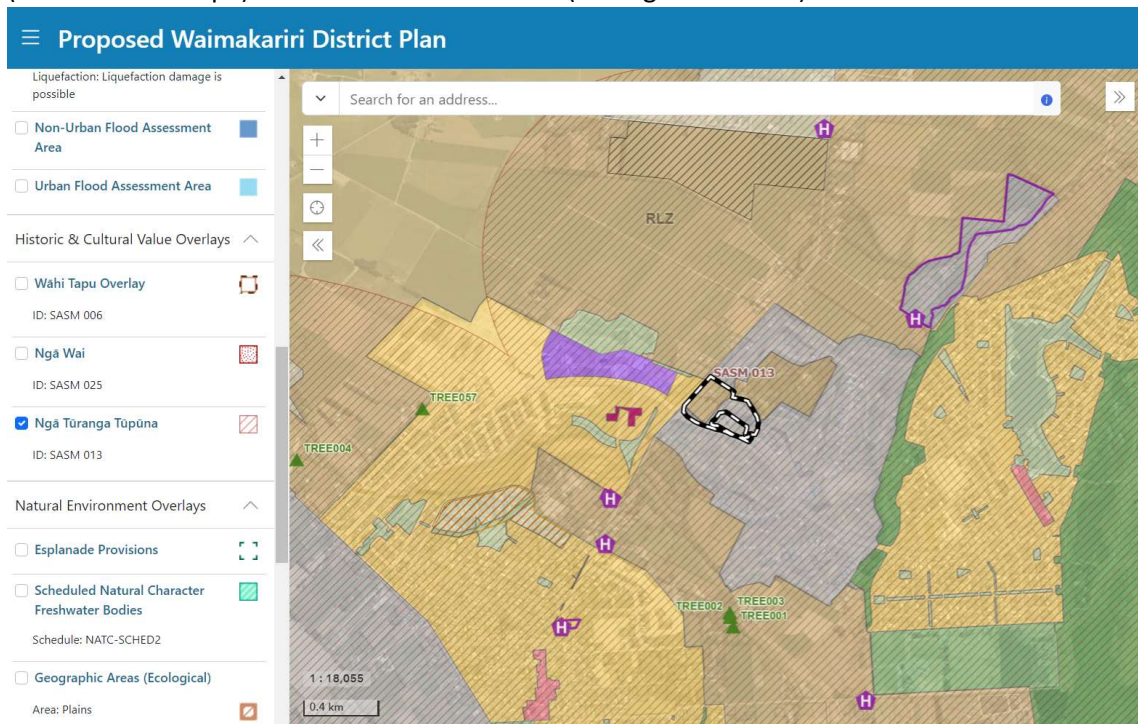 Proposed Waimakariri District Plan
Liquefaction: Liquefaction damage is
possible
Non-Urban Flood Assessment
Area
Urban Flood Assessment Area
Historic & Cultural Value Overlays
Wāhi Tapu Overlay
ID: SASM 006
Ngā Wai
ID: SASM 025
Ngā Tūranga Tūpūna
ID: SASM 013
Natural Environment Overlays
Esplanade Provisions
Scheduled Natural Character
Freshwater Bodies
Schedule: NATC-SCHED2
Geographic Areas (Ecological)
Area: Plains
Search for an address...
H
RLZ
H
SASM 013
TREE057
TREE004
H
H
TREE002
TREE003
TREE001
H
H
1 : 18,055
0.4 km